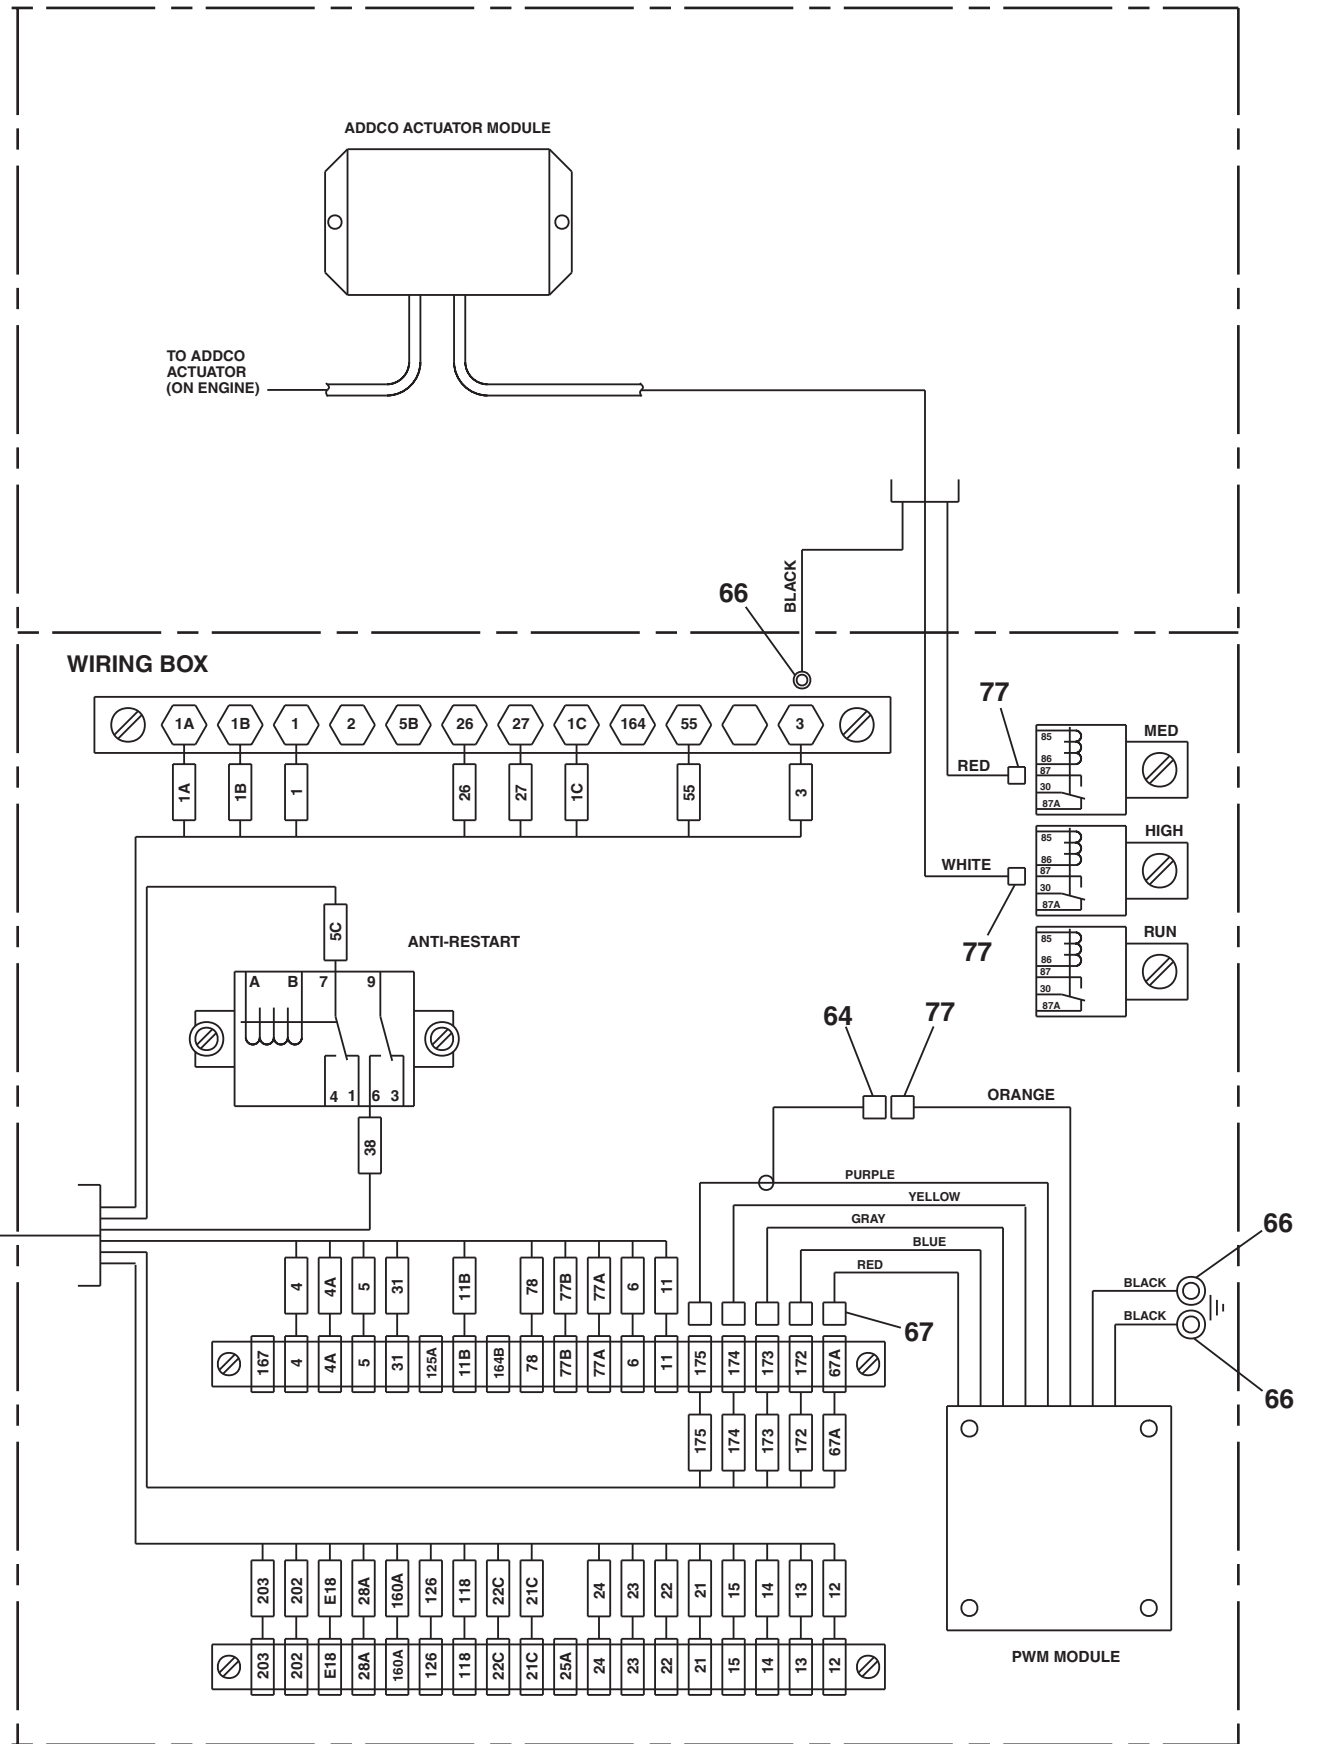 ADDCO ACTUATOR MODULE
TO ADDCO
ACTUATOR
(ON ENGINE)
BLACK
66
WIRING BOX
1A 1B 1 2 5B 26 27 1C 164 55 3
1A 1B 1 26 27 1C 55 3
77
RED
MED
85
86
87
30
87A
WHITE
HIGH
85
86
87
30
87A
77
RUN
85
86
87
30
87A
5C
ANTI-RESTART
A B 7 9
4 1 6 3
38
64
77
ORANGE
PURPLE
YELLOW
GRAY
BLUE
RED
BLACK
66
BLACK
66
67
4 4A 5 31 11B 78 77B 77A 6 11
167 4 4A 5 31 125A 11B 164B 78 77B 77A 6 11 175 174 173 172 67A
175 174 173 172 67A
203 202 E18 28A 160A 126 118 22C 21C 24 23 22 21 15 14 13 12
203 202 E18 28A 160A 126 118 22C 21C 25A 24 23 22 21 15 14 13 12
PWM MODULE